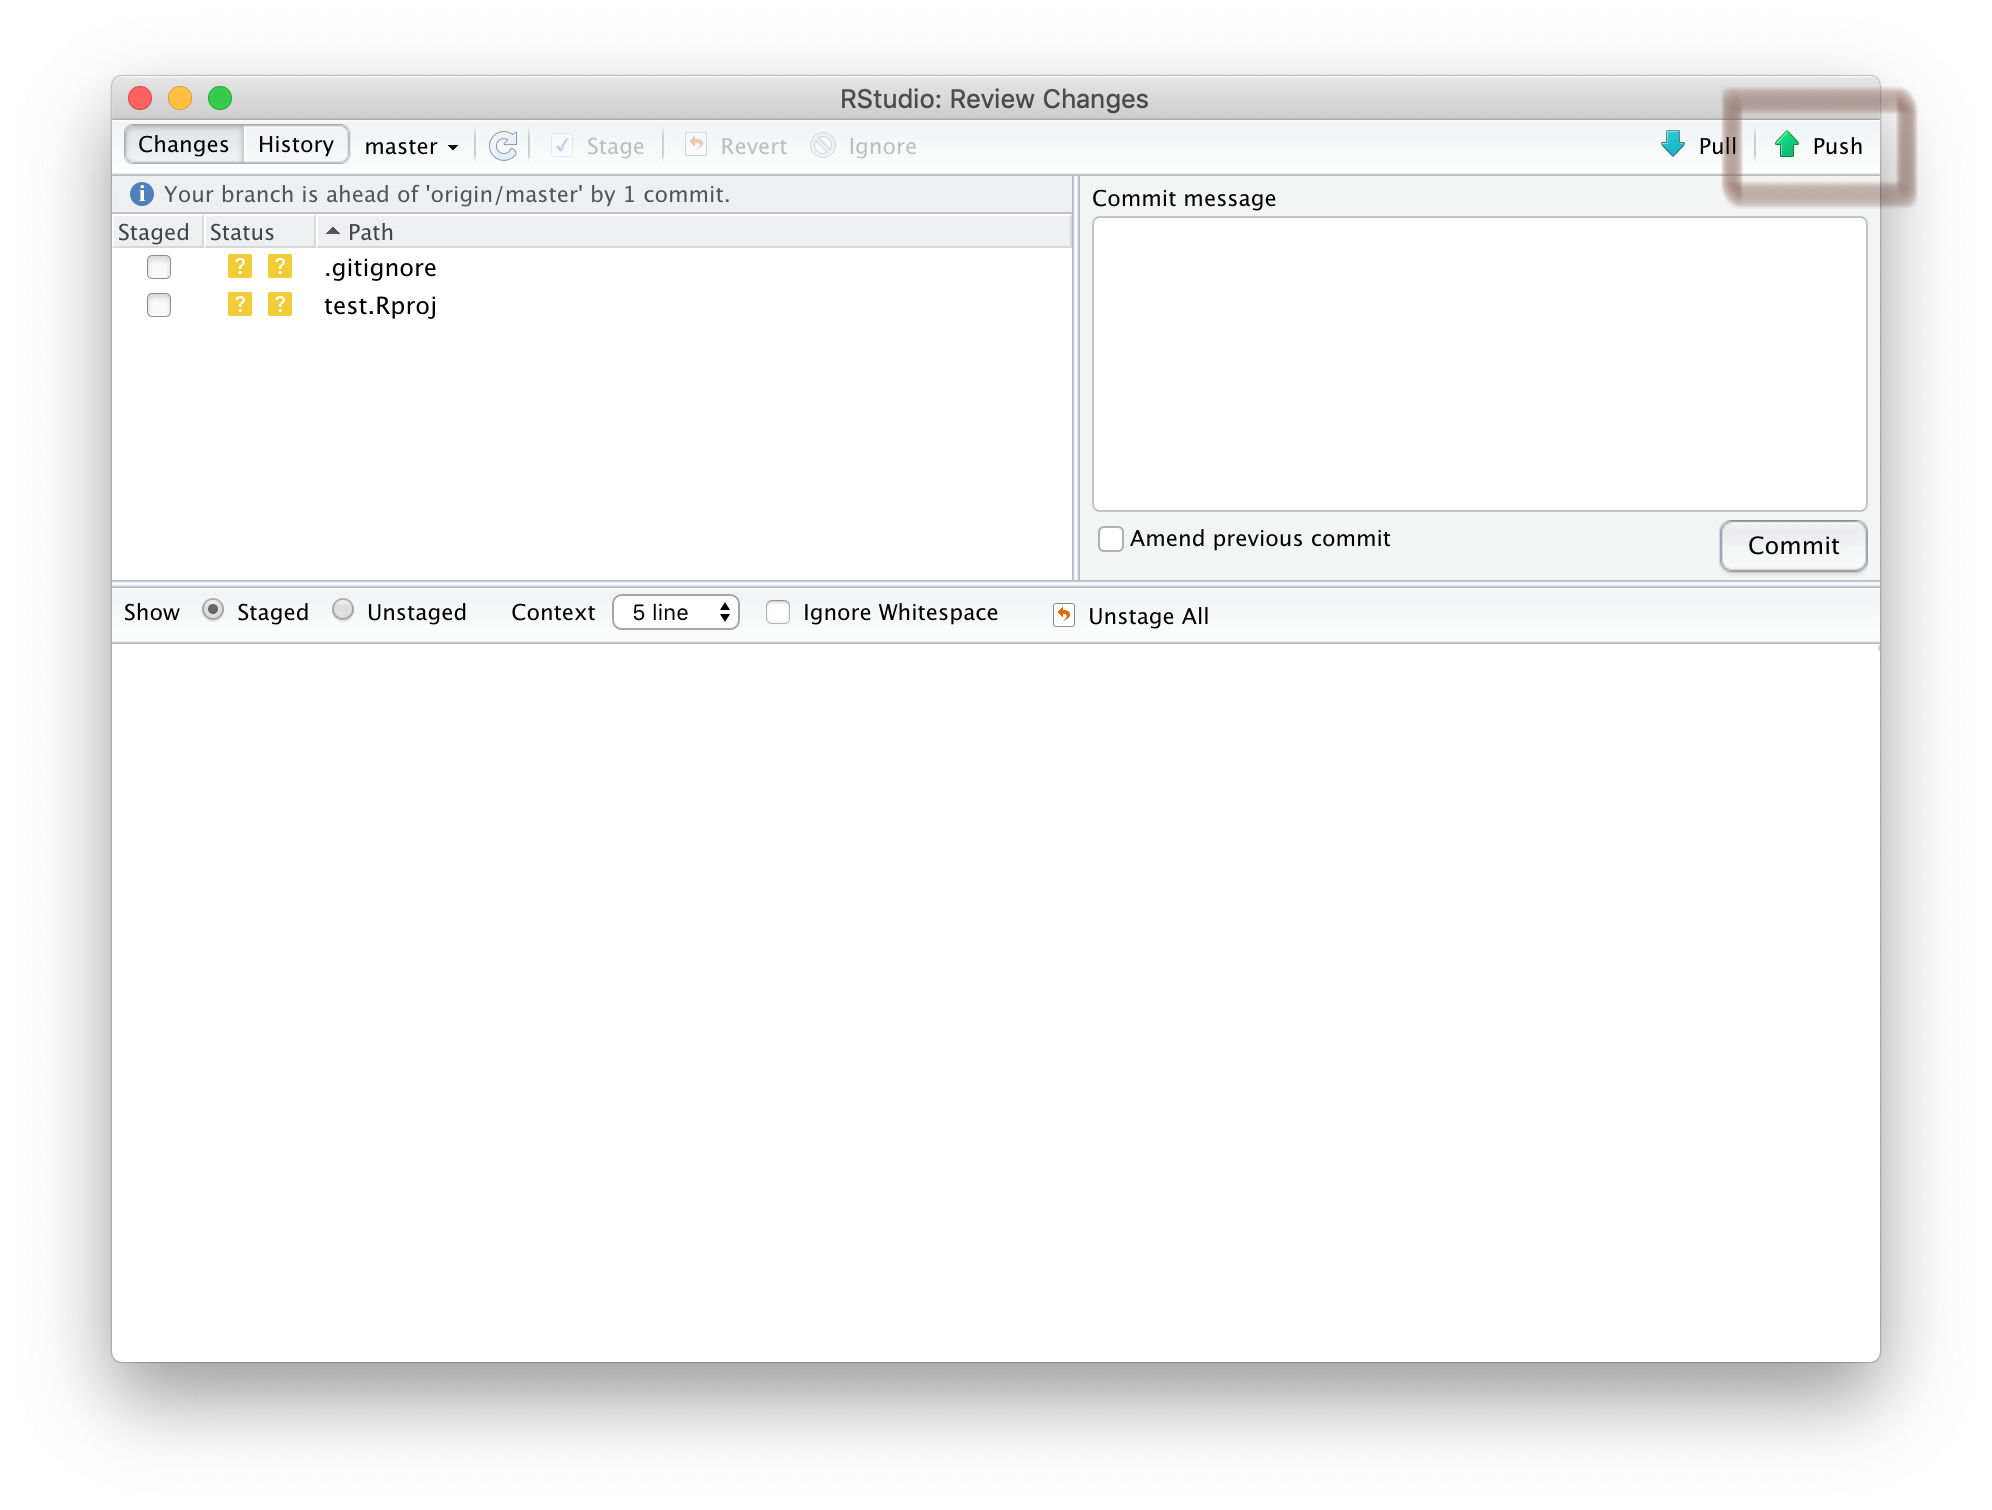 RStudio: Review Changes
Changes History master Stage Revert Ignore Pull Push
Your branch is ahead of 'origin/master' by 1 commit.
Staged Status Path
? ? .gitignore
? ? test.Rproj
Commit message
Amend previous commit Commit
Show Staged Unstaged Context 5 line Ignore Whitespace Unstage All